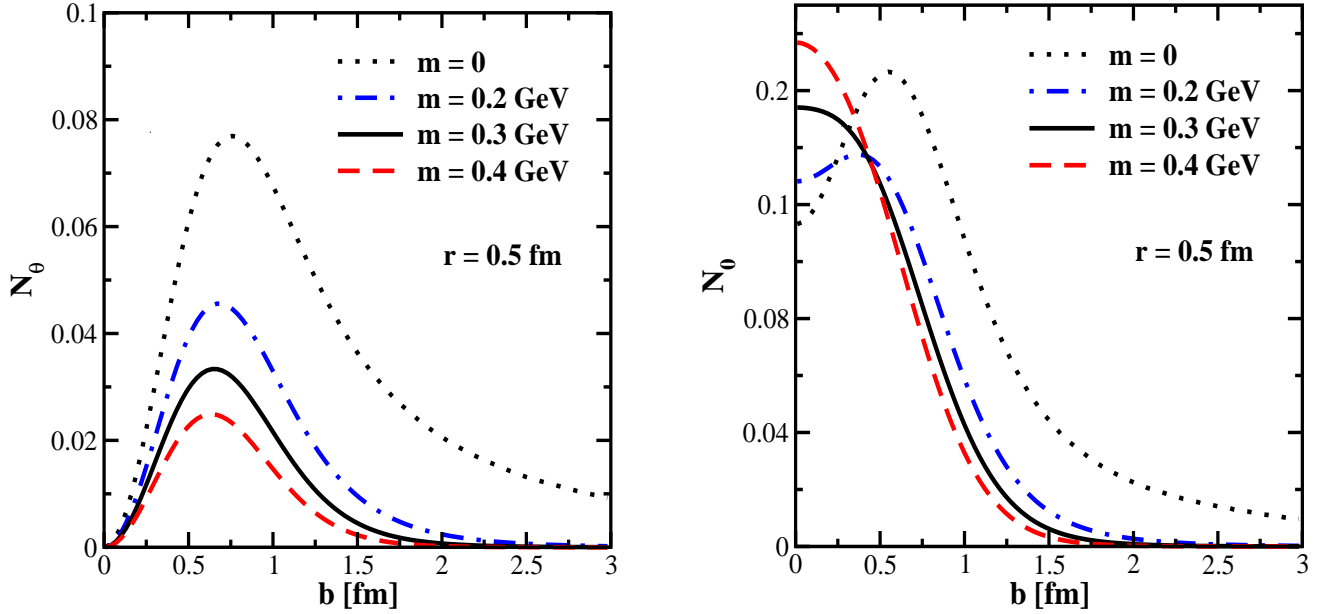 0.1
0.08
0.06
0.04
0.02
0
N_θ
m = 0
m = 0.2 GeV
m = 0.3 GeV
m = 0.4 GeV
r = 0.5 fm
0 0.5 1 1.5 2 2.5 3
b [fm]
0.2
0.1
0.08
0.04
0
N_0
m = 0
m = 0.2 GeV
m = 0.3 GeV
m = 0.4 GeV
r = 0.5 fm
0 0.5 1 1.5 2 2.5 3
b [fm]